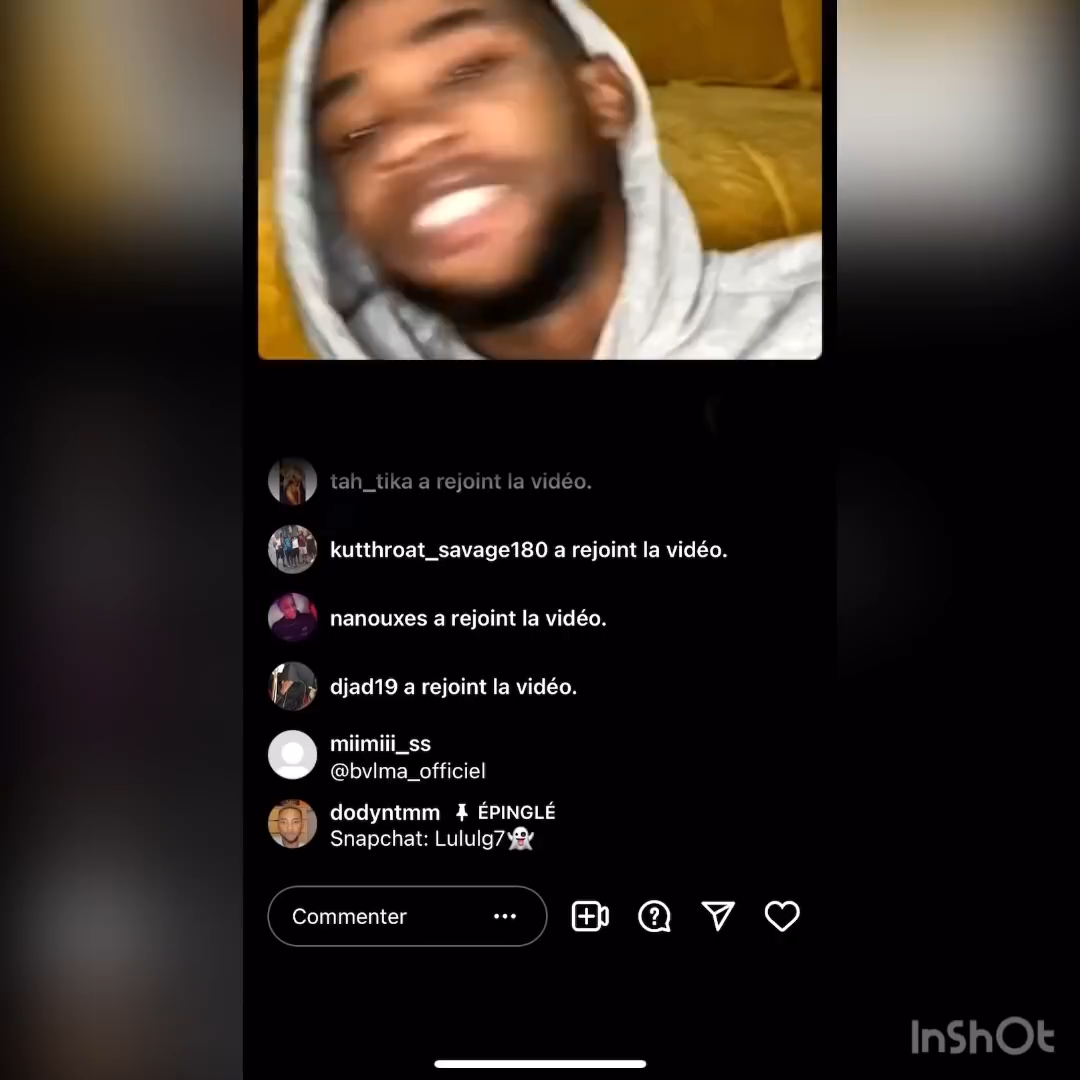 tah_tika a rejoint la vidéo.
kutthroat_savage180 a rejoint la vidéo.
nanouxes a rejoint la vidéo.
djad19 a rejoint la vidéo.
miimiii_ss
@bvlma_officiel
dodyntmm ÉPINGLÉ
Snapchat: Lululg7👻
Commenter ...
InShOt